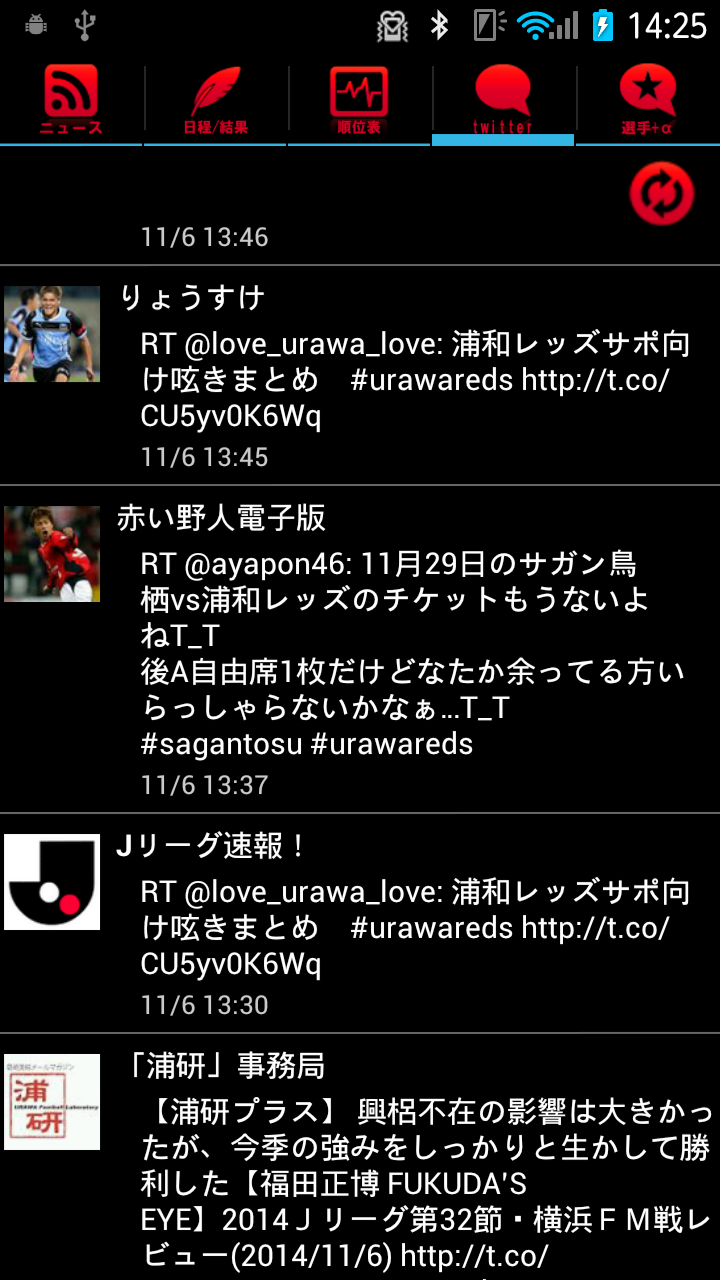 14:25
ニュース
日程/結果
順位表
twitter
選手+α
11/6 13:46
りょうすけ
RT @love_urawa_love: 浦和レッズサポ向
け呟きまとめ　#urawareds http://t.co/
CU5yv0K6Wq
11/6 13:45
赤い野人電子版
RT @ayapon46: 11月29日のサガン鳥
栖vs浦和レッズのチケットもうないよ
ねT_T
後A自由席1枚だけどなたか余ってる方い
らっしゃらないかなぁ...T_T
#sagantosu #urawareds
11/6 13:37
Jリーグ速報！
RT @love_urawa_love: 浦和レッズサポ向
け呟きまとめ　#urawareds http://t.co/
CU5yv0K6Wq
11/6 13:30
「浦研」事務局
浦研
【浦研プラス】 興梠不在の影響は大きかっ
たが、今季の強みをしっかりと生かして勝
利した【福田正博 FUKUDA'S
EYE】2014Ｊリーグ第32節・横浜ＦＭ戦レ
ビュー(2014/11/6) http://t.co/